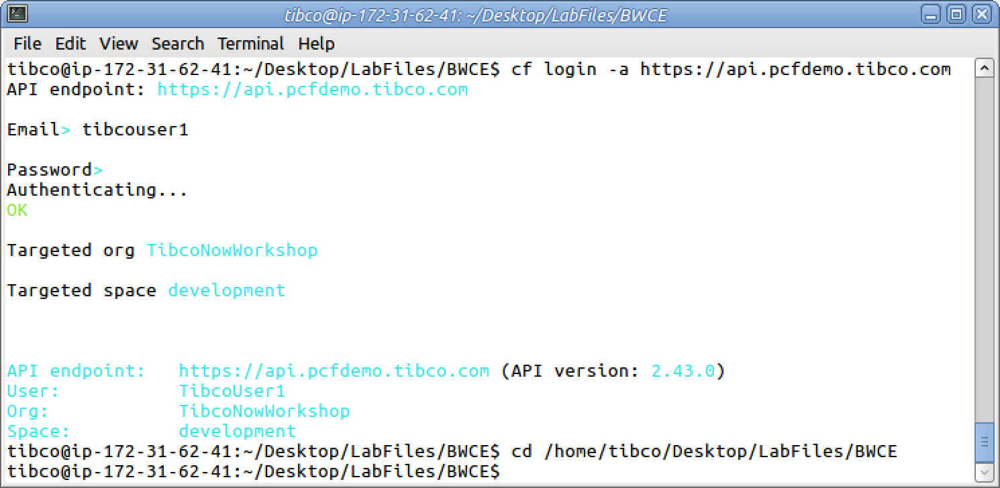 tibco@ip-172-31-62-41: ~/Desktop/LabFiles/BWCE
File Edit View Search Terminal Help
tibco@ip-172-31-62-41:~/Desktop/LabFiles/BWCE$ cf login -a https://api.pcfdemo.tibco.com
API endpoint: https://api.pcfdemo.tibco.com
Email> tibcouser1
Password>
Authenticating...
OK
Targeted org TibcoNowWorkshop
Targeted space development
API endpoint:   https://api.pcfdemo.tibco.com (API version: 2.43.0)
User:           TibcoUser1
Org:            TibcoNowWorkshop
Space:          development
tibco@ip-172-31-62-41:~/Desktop/LabFiles/BWCE$ cd /home/tibco/Desktop/LabFiles/BWCE
tibco@ip-172-31-62-41:~/Desktop/LabFiles/BWCE$